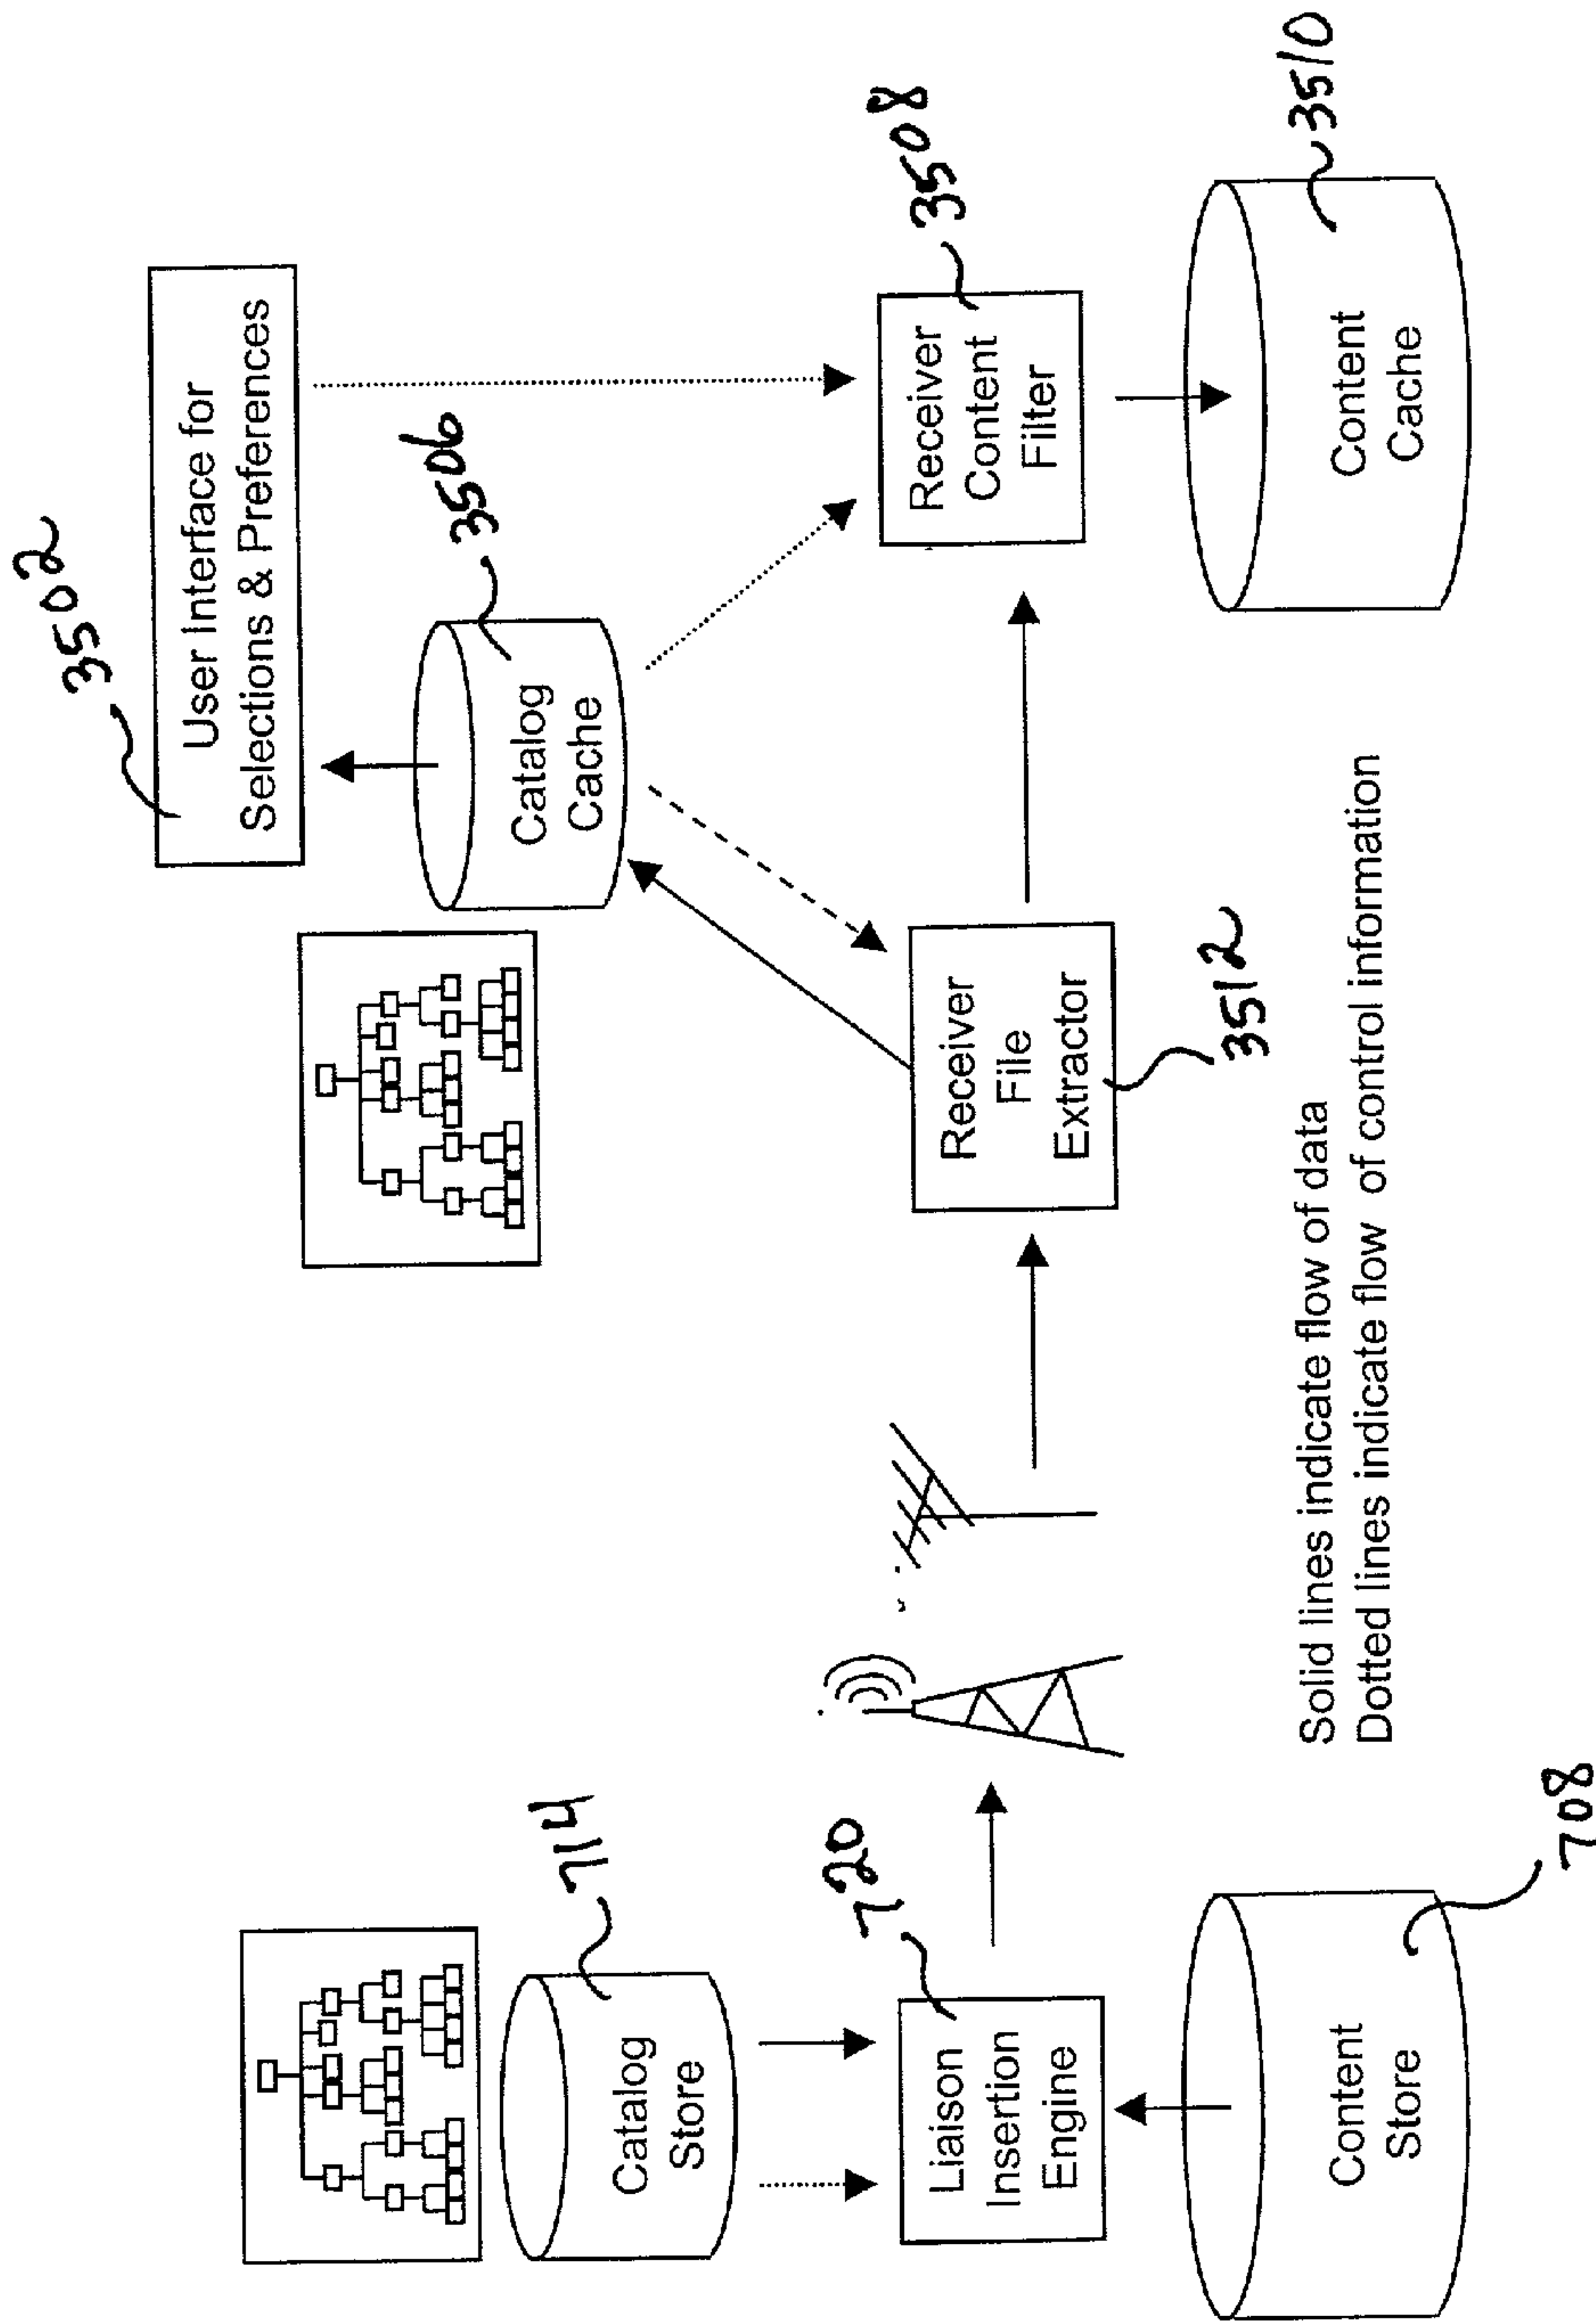 3502
User Interface for
Selections & Preferences
3506
Catalog
Cache
714
Catalog
Store
720
Liaison
Insertion
Engine
Receiver
File
Extractor
3512
Receiver
Content
Filter
3508
Content
Store
708
Content
Cache
3510
Solid lines indicate flow of data
Dotted lines indicate flow of control information